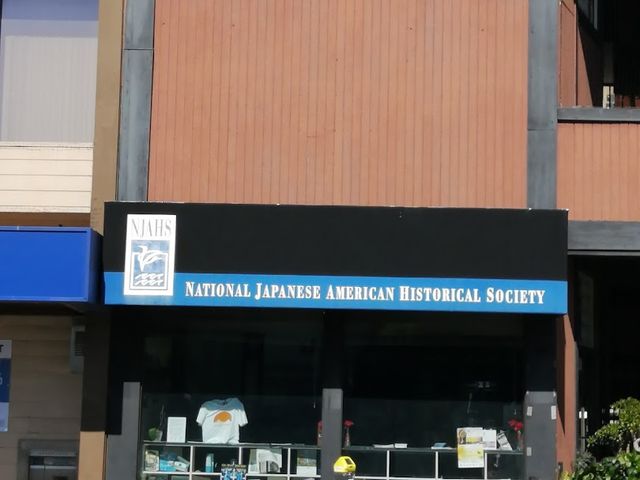 NJAHS
NATIONAL JAPANESE AMERICAN HISTORICAL SOCIETY